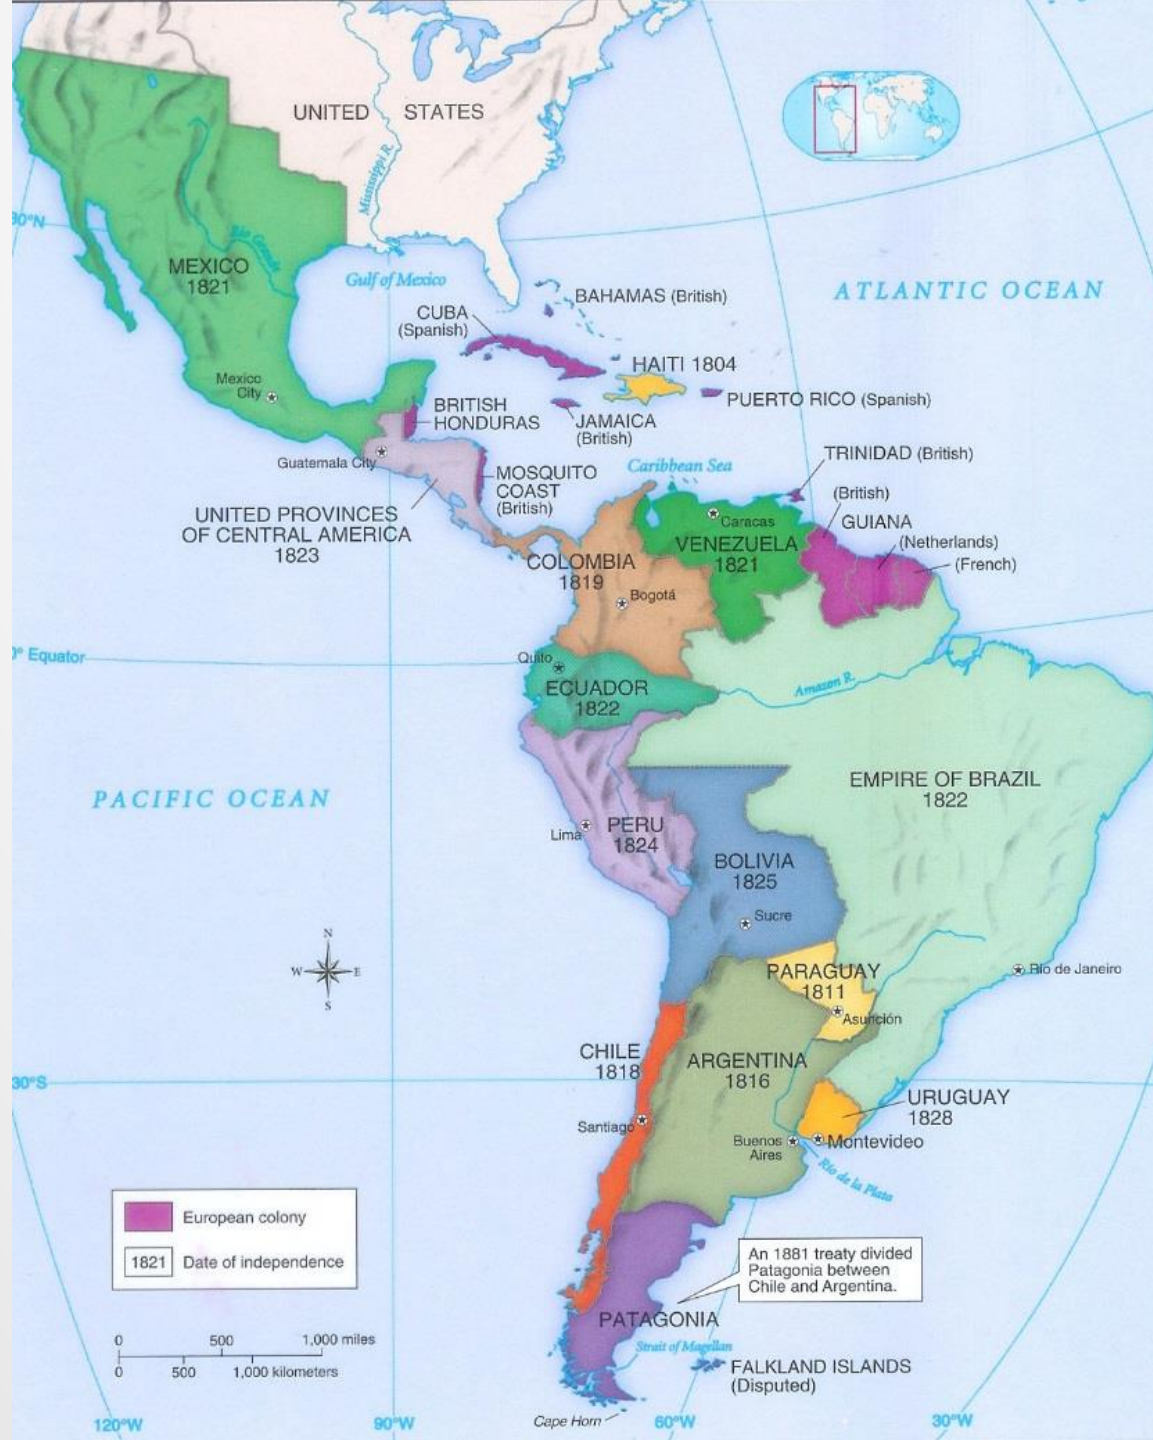 UNITED STATES
Mississippi R.
30°N
Rio Grande
MEXICO
1821
Gulf of Mexico
BAHAMAS (British)
ATLANTIC OCEAN
CUBA
(Spanish)
HAITI 1804
Mexico
City
PUERTO RICO (Spanish)
BRITISH
HONDURAS
JAMAICA
(British)
Guatemala City
Caribbean Sea
TRINIDAD (British)
MOSQUITO
COAST
(British)
(British)
GUIANA
(Netherlands)
(French)
UNITED PROVINCES
OF CENTRAL AMERICA
1823
Caracas
VENEZUELA
1821
COLOMBIA
1819
Bogotá
0° Equator
Quito
ECUADOR
1822
Amazon R.
PACIFIC OCEAN
EMPIRE OF BRAZIL
1822
Lima
PERU
1824
BOLIVIA
1825
Sucre
N
W
E
S
PARAGUAY
1811
Rio de Janeiro
Asunción
CHILE
1818
ARGENTINA
1816
30°S
URUGUAY
1828
Santiago
Buenos
Aires
Montevideo
Río de la Plata
European colony
1821 Date of independence
An 1881 treaty divided
Patagonia between
Chile and Argentina.
PATAGONIA
0 500 1,000 miles
0 500 1,000 kilometers
Strait of Magellan
FALKLAND ISLANDS
(Disputed)
Cape Horn
120°W
90°W
60°W
30°W